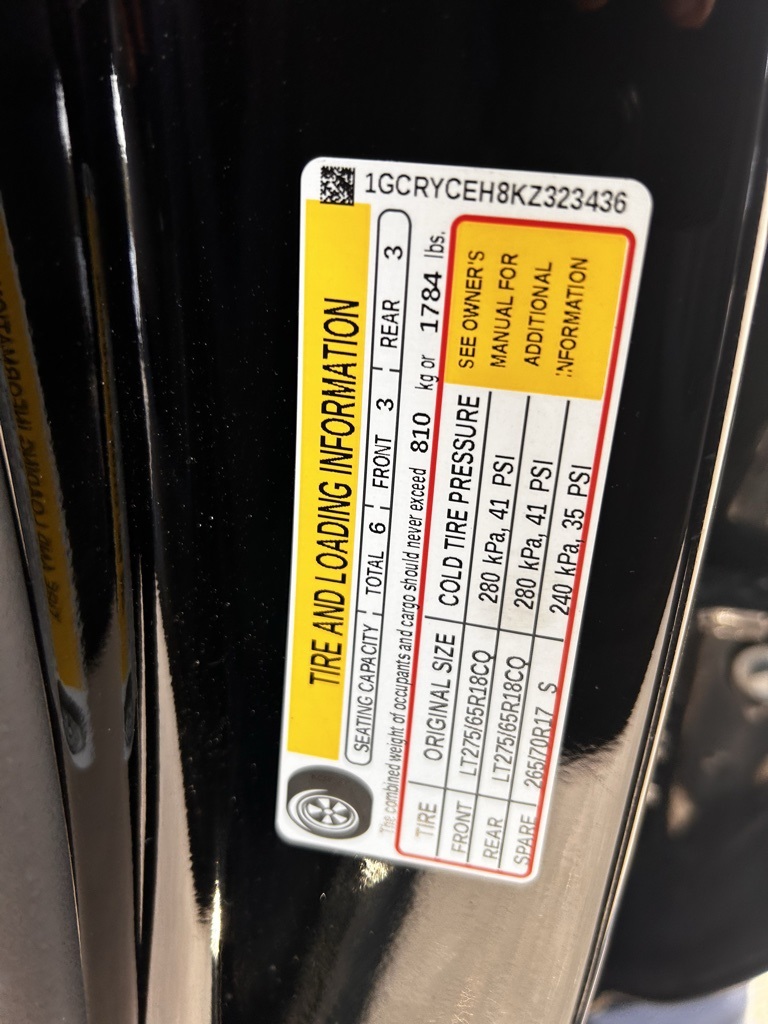 1GCRYCEH8KZ323436
TIRE AND LOADING INFORMATION
SEATING CAPACITY TOTAL 6 FRONT 3 REAR 3
The combined weight of occupants and cargo should never exceed 810 kg or 1784 lbs.
TIRE ORIGINAL SIZE COLD TIRE PRESSURE
FRONT LT275/65R18CQ 280 kPa, 41 PSI
REAR LT275/65R18CQ 280 kPa, 41 PSI
SPARE 265/70R17 S 240 kPa, 35 PSI
SEE OWNER'S
MANUAL FOR
ADDITIONAL
INFORMATION